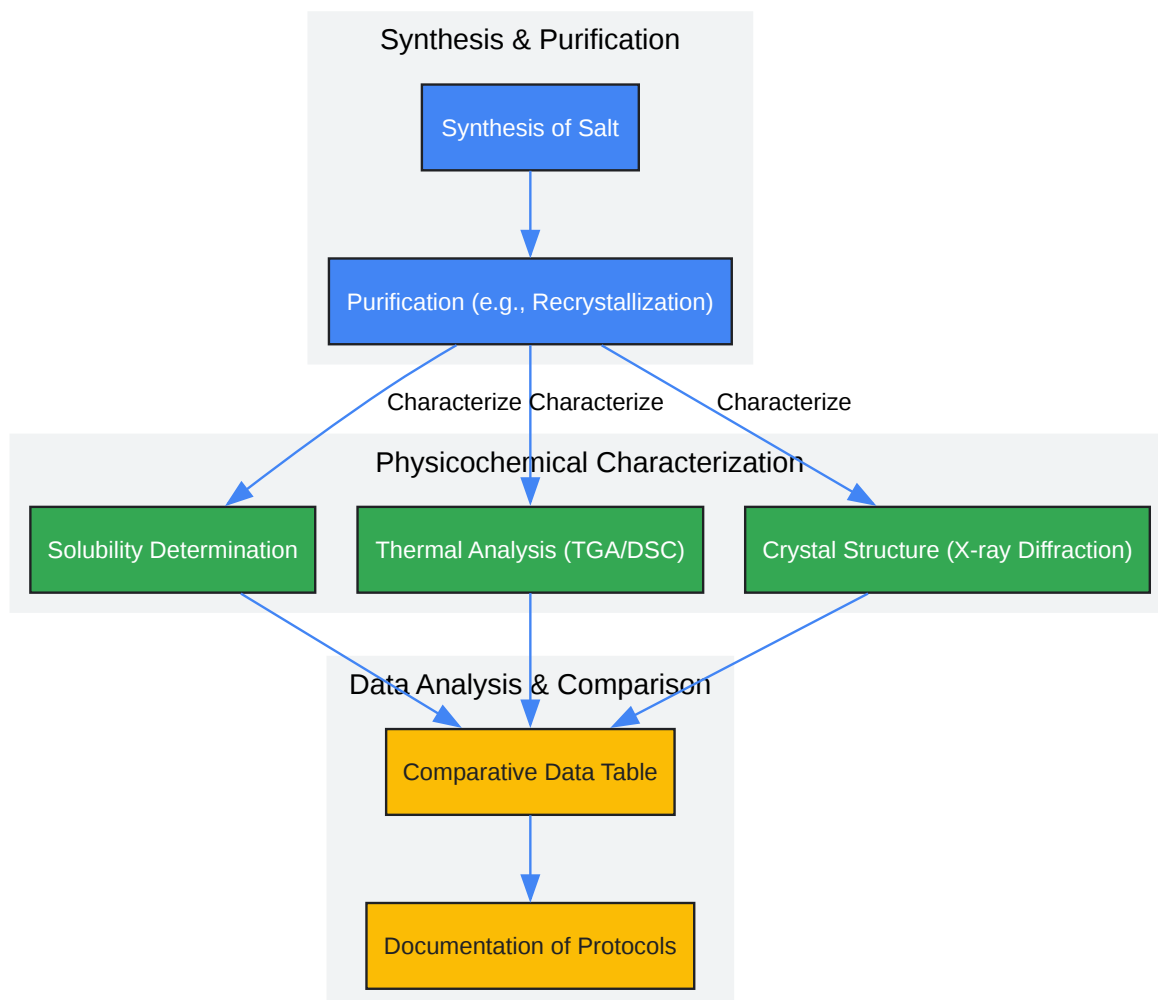 Synthesis & Purification
Synthesis of Salt
Purification (e.g., Recrystallization)
Characterize
Characterize
Characterize
Physicochemical Characterization
Solubility Determination
Thermal Analysis (TGA/DSC)
Crystal Structure (X-ray Diffraction)
Data Analysis & Comparison
Comparative Data Table
Documentation of Protocols